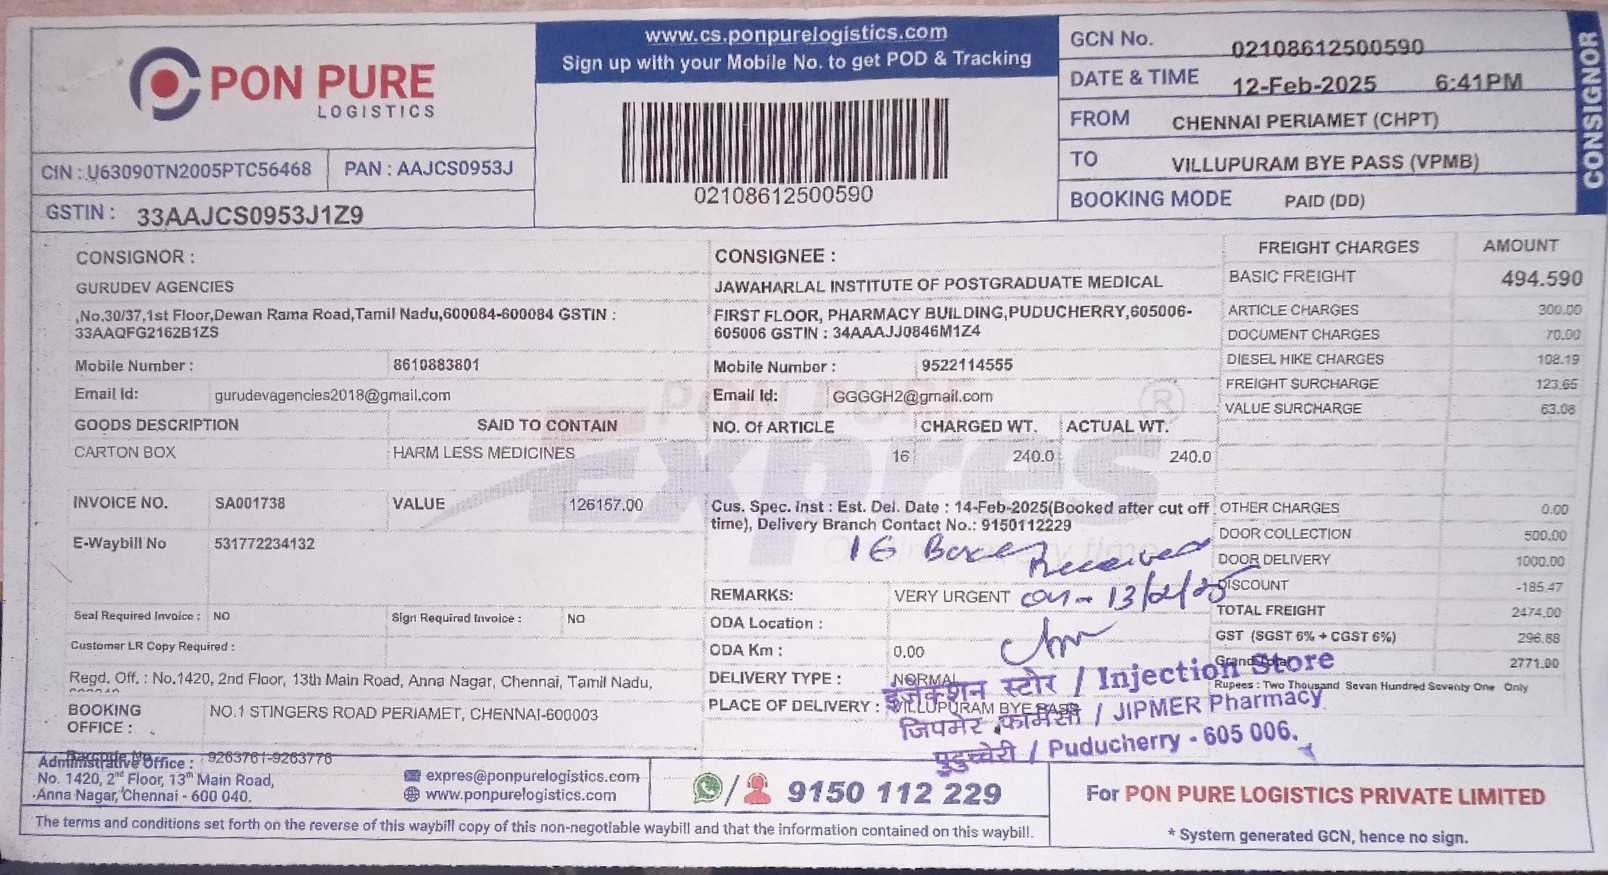 PON PURE
LOGISTICS
CIN : U63090TN2005PTC56468 PAN : AAJCS0953J
GSTIN : 33AAJCS0953J1Z9
www.cs.ponpurelogistics.com
Sign up with your Mobile No. to get POD & Tracking
02108612500590
GCN No. 02108612500590
DATE & TIME 12-Feb-2025 6:41PM
FROM CHENNAI PERIAMET (CHPT)
TO VILLUPURAM BYE PASS (VPMB)
BOOKING MODE PAID (DD)
CONSIGNOR
CONSIGNOR :
GURUDEV AGENCIES
,No.30/37,1st Floor,Dewan Rama Road,Tamil Nadu,600084-600084 GSTIN :
33AAQFG2162B1ZS
Mobile Number : 8610883801
Email Id: gurudevagencies2018@gmail.com
GOODS DESCRIPTION SAID TO CONTAIN
CARTON BOX HARM LESS MEDICINES
INVOICE NO. SA001738 VALUE 126157.00
E-Waybill No 531772234132
Seal Required Invoice : NO Sign Required Invoice : NO
Customer LR Copy Required :
Regd. Off. : No.1420, 2nd Floor, 13th Main Road, Anna Nagar, Chennai, Tamil Nadu,
BOOKING OFFICE : NO.1 STINGERS ROAD PERIAMET, CHENNAI-600003
Barcode No 9263761-9263776
CONSIGNEE :
JAWAHARLAL INSTITUTE OF POSTGRADUATE MEDICAL
FIRST FLOOR, PHARMACY BUILDING,PUDUCHERRY,605006-
605006 GSTIN : 34AAAJJ0846M1Z4
Mobile Number : 9522114555
Email Id: GGGGH2@gmail.com
NO. Of ARTICLE CHARGED WT. ACTUAL WT.
16 240.0 240.0
PON PURE
expres
Cus. Spec. Inst : Est. Del. Date : 14-Feb-2025(Booked after cut off
time), Delivery Branch Contact No.: 9150112229
16 Boxes Received
on - 13/2/25
REMARKS: VERY URGENT
ODA Location :
ODA Km : 0.00
DELIVERY TYPE : NORMAL
PLACE OF DELIVERY : VILLUPURAM BYE PASS
इंजेक्शन स्टोर / Injection Store
जिपमेर फार्मेसी / JIPMER Pharmacy
पुदुच्चेरी / Puducherry - 605 006.
FREIGHT CHARGES AMOUNT
BASIC FREIGHT 494.590
ARTICLE CHARGES 300.00
DOCUMENT CHARGES 70.00
DIESEL HIKE CHARGES 108.19
FREIGHT SURCHARGE 123.65
VALUE SURCHARGE 63.08
OTHER CHARGES 0.00
DOOR COLLECTION 500.00
DOOR DELIVERY 1000.00
DISCOUNT -185.47
TOTAL FREIGHT 2474.00
GST (SGST 6% + CGST 6%) 296.88
Grand Total 2771.00
Rupees : Two Thousand Seven Hundred Seventy One Only
Administrative Office :
No. 1420, 2nd Floor, 13th Main Road,
Anna Nagar, Chennai - 600 040.
expres@ponpurelogistics.com
www.ponpurelogistics.com
9150 112 229
For PON PURE LOGISTICS PRIVATE LIMITED
* System generated GCN, hence no sign.
The terms and conditions set forth on the reverse of this waybill copy of this non-negotiable waybill and that the information contained on this waybill.